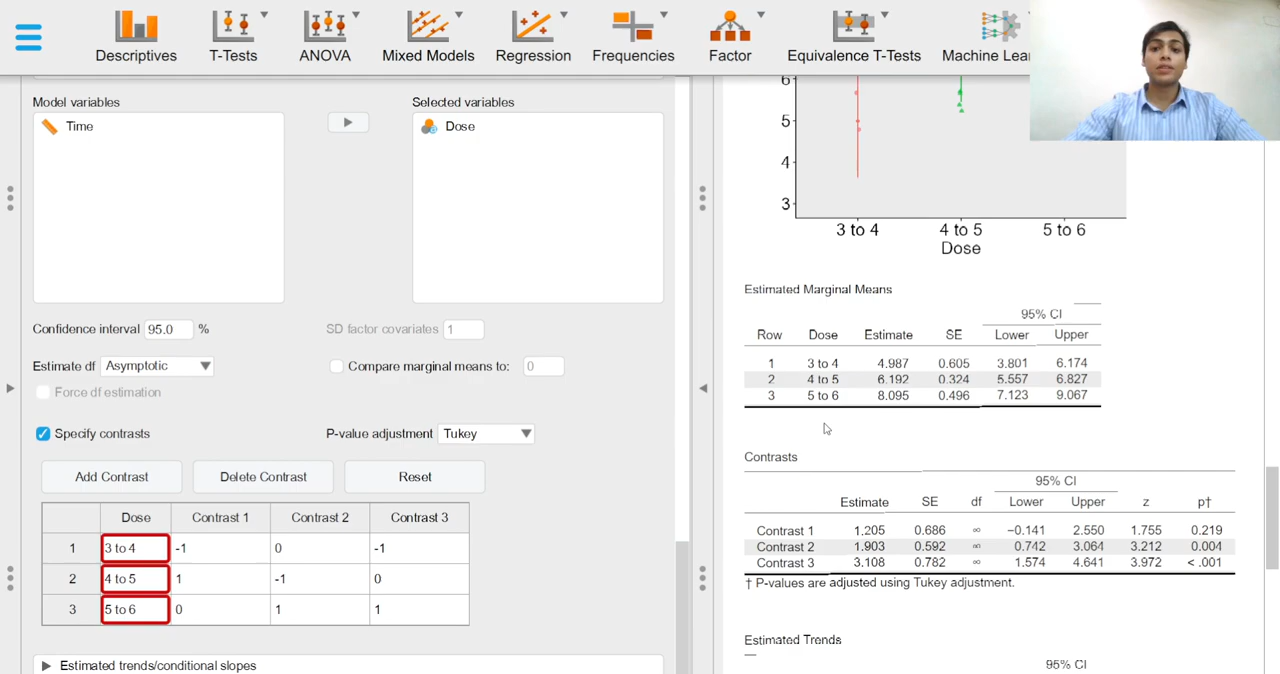 Descriptives T-Tests ANOVA Mixed Models Regression Frequencies Factor Equivalence T-Tests Machine Lear
Model variables
Time
Selected variables
Dose
Confidence interval 95.0 %
SD factor covariates 1
Estimate df Asymptotic
Compare marginal means to: 0
Force df estimation
Specify contrasts
P-value adjustment Tukey
Add Contrast Delete Contrast Reset
Dose Contrast 1 Contrast 2 Contrast 3
1 3 to 4 -1 0 -1
2 4 to 5 1 -1 0
3 5 to 6 0 1 1
Estimated trends/conditional slopes
6
5
4
3
3 to 4 4 to 5 5 to 6
Dose
Estimated Marginal Means
95% CI
Row Dose Estimate SE Lower Upper
1 3 to 4 4.987 0.605 3.801 6.174
2 4 to 5 6.192 0.324 5.557 6.827
3 5 to 6 8.095 0.496 7.123 9.067
Contrasts
95% CI
Estimate SE df Lower Upper z p†
Contrast 1 1.205 0.686 ∞ −0.141 2.550 1.755 0.219
Contrast 2 1.903 0.592 ∞ 0.742 3.064 3.212 0.004
Contrast 3 3.108 0.782 ∞ 1.574 4.641 3.972 < .001
† P-values are adjusted using Tukey adjustment.
Estimated Trends
95% CI